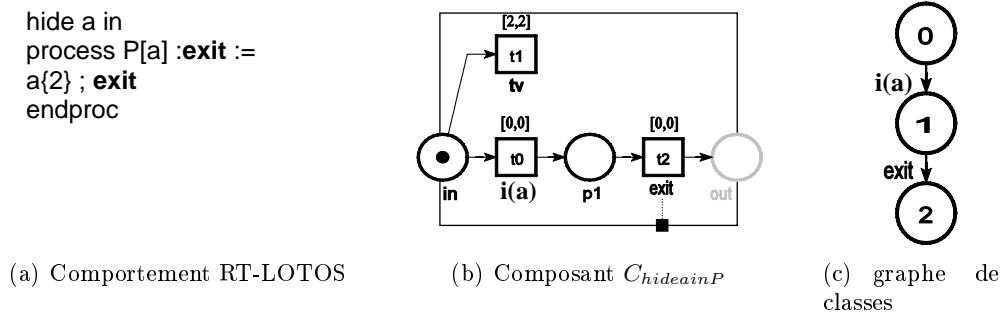 hide a in
process P[a] :exit :=
a{2} ; exit
endproc
[2,2]
t1
tv
[0,0]
[0,0]
t0
t2
in
i(a)
p1
exit
out
0
i(a)
1
exit
2
(a) Comportement RT-LOTOS
(b) Composant ChideainP
(c) graphe de
classes